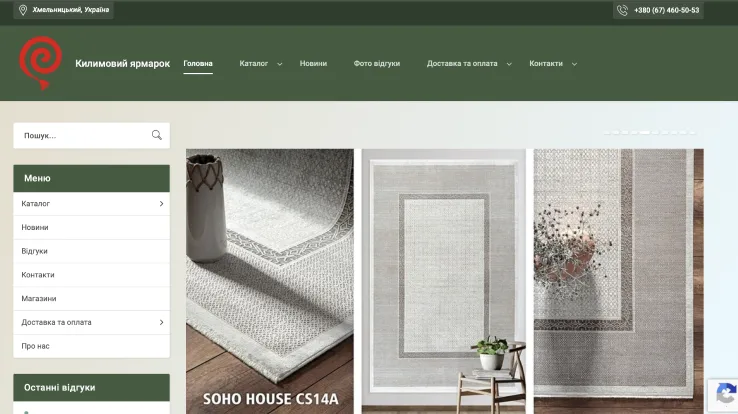 Хмельницький, Україна
+380 (67) 460-50-53
Килимовий ярмарок
Головна
Каталог
Новини
Фото відгуки
Доставка та оплата
Контакти
Пошук...
Меню
Каталог
Новини
Відгуки
Контакти
Магазини
Доставка та оплата
Про нас
Останні відгуки
SOHO HOUSE CS14A